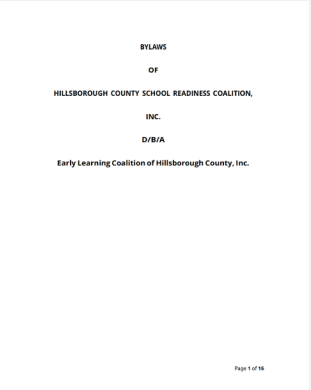 BYLAWS
OF
HILLSBOROUGH COUNTY SCHOOL READINESS COALITION,
INC.
D/B/A
Early Learning Coalition of Hillsborough County, Inc.
Page 1 of 16